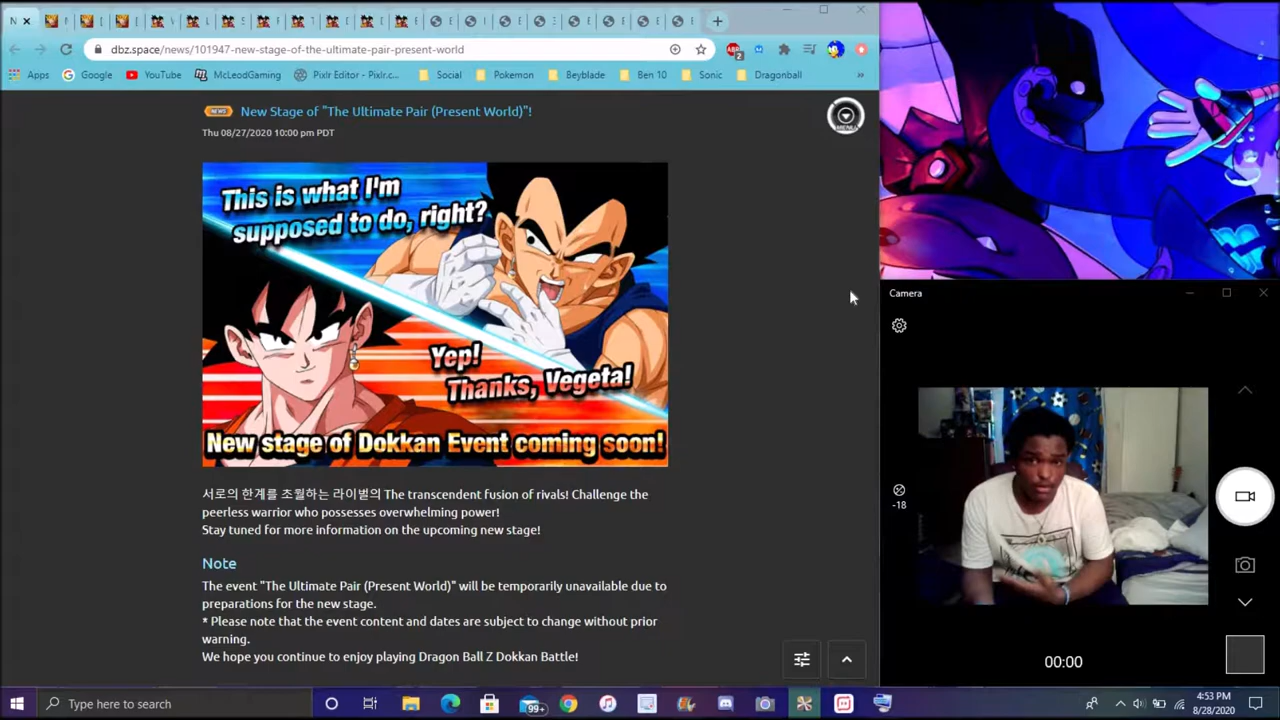 dbz.space/news/101947-new-stage-of-the-ultimate-pair-present-world
Apps Google YouTube McLeodGaming Pixlr Editor - Pixlr.c... Social Pokemon Beyblade Ben 10 Sonic Dragonball »
NEWS New Stage of "The Ultimate Pair (Present World)"!
MENU
Thu 08/27/2020 10:00 pm PDT
This is what I'm
supposed to do, right?
Yep!
Thanks, Vegeta!
New stage of Dokkan Event coming soon!
서로의 한계를 초월하는 라이벌의 The transcendent fusion of rivals! Challenge the
peerless warrior who possesses overwhelming power!
Stay tuned for more information on the upcoming new stage!
Note
The event "The Ultimate Pair (Present World)" will be temporarily unavailable due to
preparations for the new stage.
* Please note that the event content and dates are subject to change without prior
warning.
We hope you continue to enjoy playing Dragon Ball Z Dokkan Battle!
Camera
-18
00:00
Type here to search
99+
4:53 PM
8/28/2020